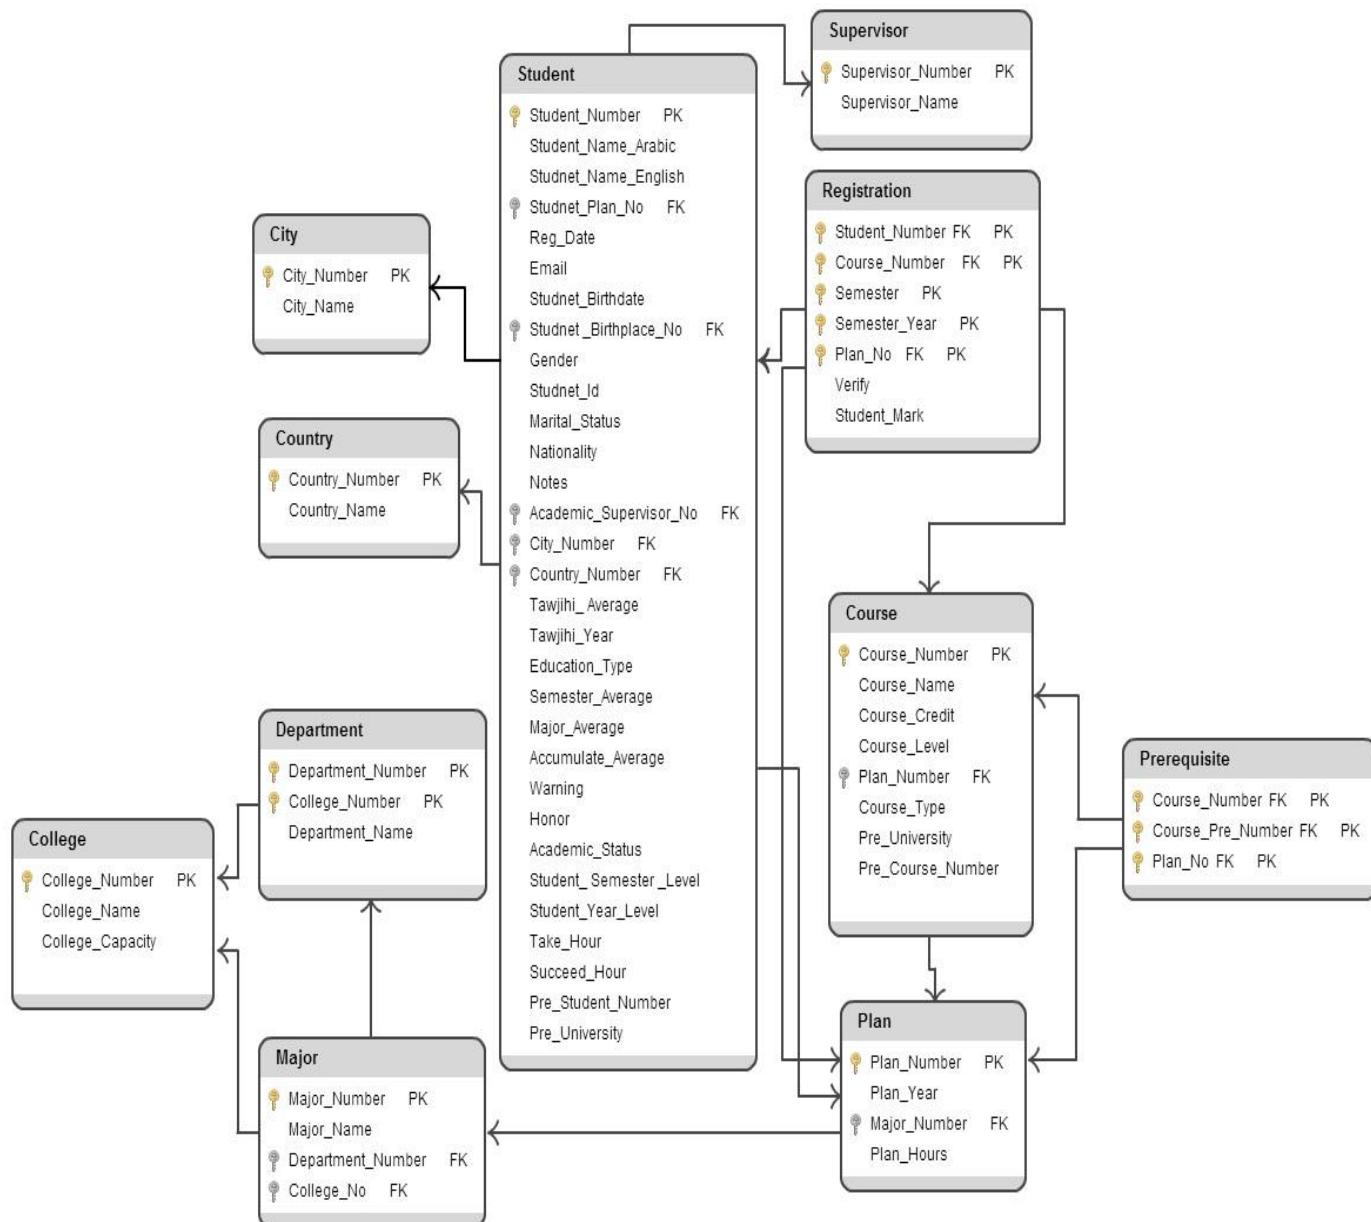 Supervisor
Supervisor_Number PK
Supervisor_Name
Student
Student_Number PK
Student_Name_Arabic
Studnet_Name_English
Studnet_Plan_No FK
Reg_Date
Email
Studnet_Birthdate
Studnet _Birthplace_No FK
Gender
Studnet_Id
Marital_Status
Nationality
Notes
Academic_Supervisor_No FK
City_Number FK
Country_Number FK
Tawjihi_ Average
Tawjihi_Year
Education_Type
Semester_Average
Major_Average
Accumulate_Average
Warning
Honor
Academic_Status
Student_ Semester _Level
Student_Year_Level
Take_Hour
Succeed_Hour
Pre_Student_Number
Pre_University
Registration
Student_Number FK PK
Course_Number FK PK
Semester PK
Semester_Year PK
Plan_No FK PK
Verify
Student_Mark
City
City_Number PK
City_Name
Country
Country_Number PK
Country_Name
Course
Course_Number PK
Course_Name
Course_Credit
Course_Level
Plan_Number FK
Course_Type
Pre_University
Pre_Course_Number
Department
Department_Number PK
College_Number PK
Department_Name
Prerequisite
Course_Number FK PK
Course_Pre_Number FK PK
Plan_No FK PK
College
College_Number PK
College_Name
College_Capacity
Plan
Plan_Number PK
Plan_Year
Major_Number FK
Plan_Hours
Major
Major_Number PK
Major_Name
Department_Number FK
College_No FK